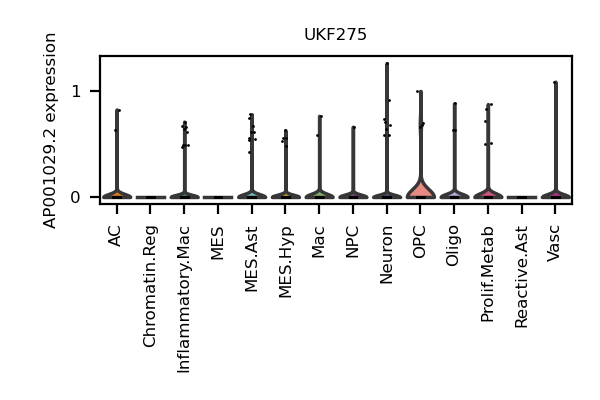 UKF275
AP001029.2 expression
1
0
AC
Chromatin.Reg
Inflammatory.Mac
MES
MES.Ast
MES.Hyp
Mac
NPC
Neuron
OPC
Oligo
Prolif.Metab
Reactive.Ast
Vasc